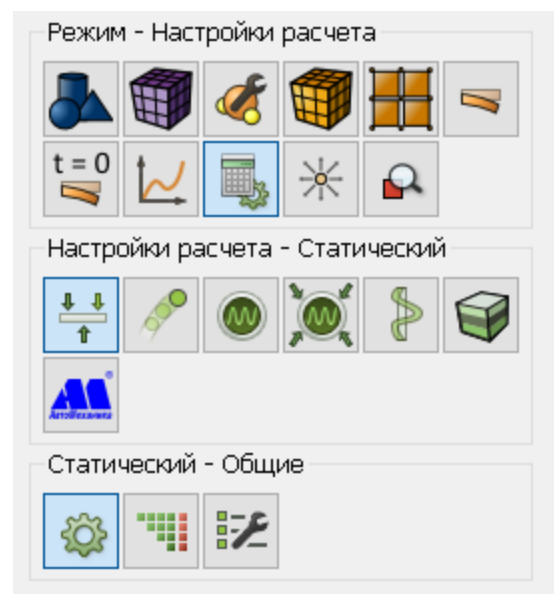 Режим - Настройки расчета
t = 0
Настройки расчета - Статический
АвтоМеханика
Статический - Общие